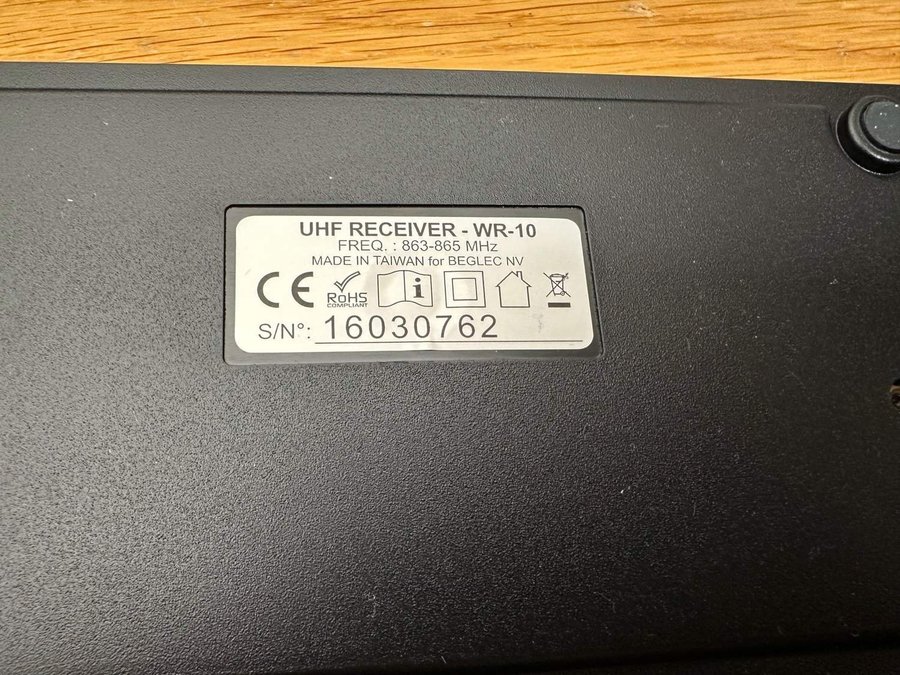 UHF RECEIVER - WR-10
FREQ. : 863-865 MHz
MADE IN TAIWAN for BEGLEC NV
CE RoHS i
COMPLIANT
S/N°: 16030762